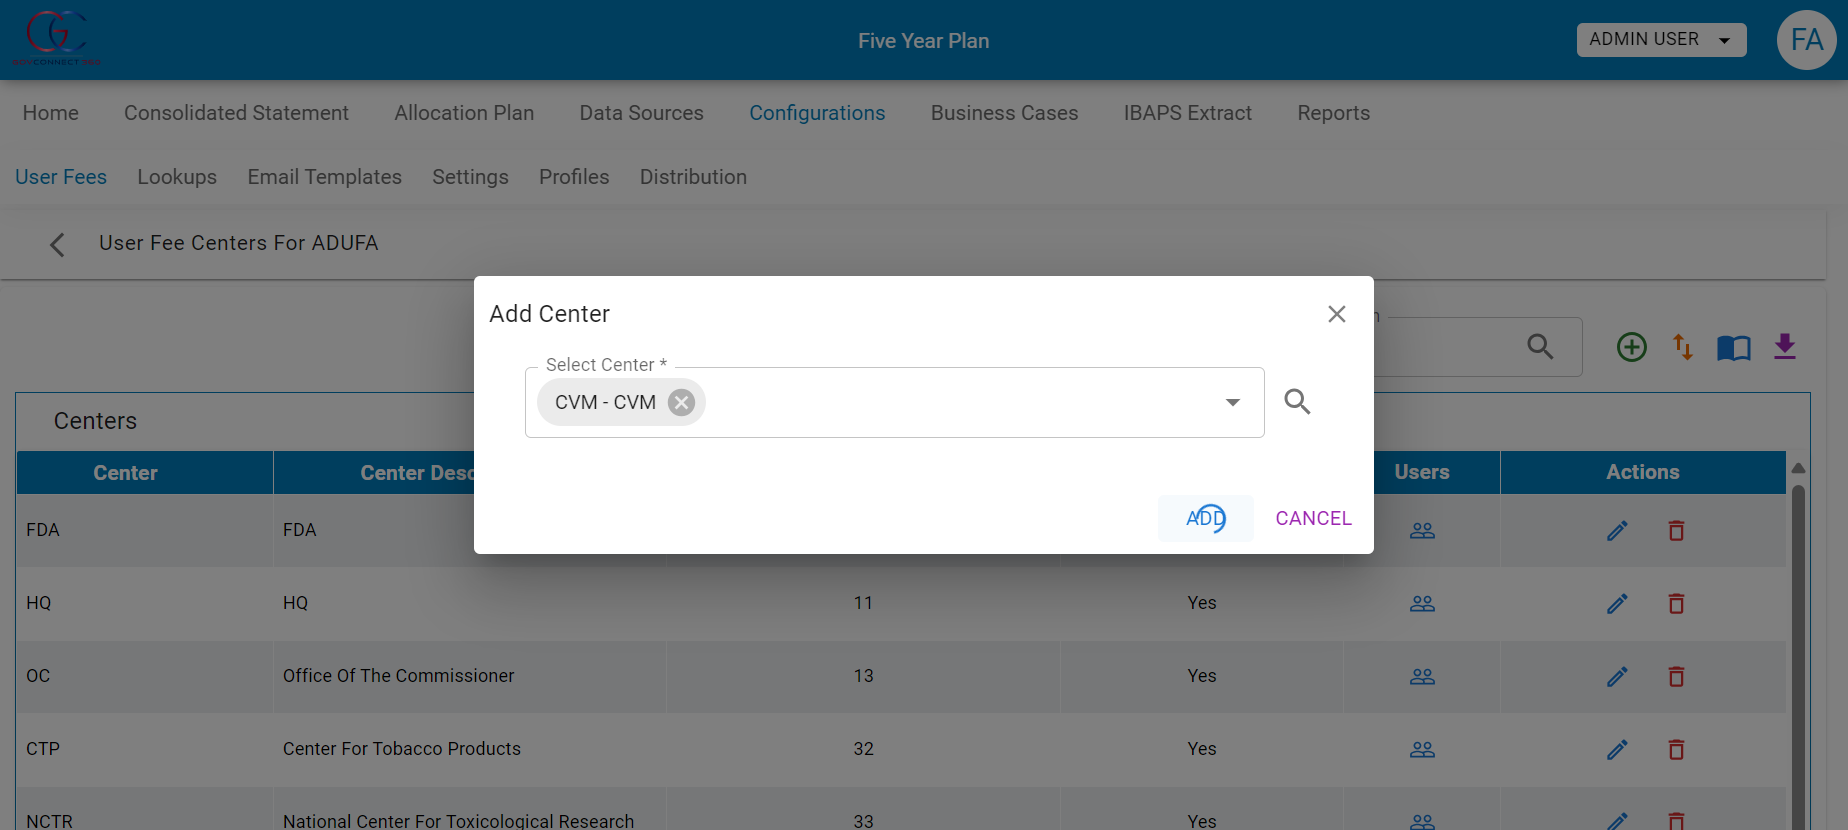 GOVCONNECT.PRO
Five Year Plan
ADMIN USER
FA
Home Consolidated Statement Allocation Plan Data Sources Configurations Business Cases IBAPS Extract Reports
User Fees Lookups Email Templates Settings Profiles Distribution
User Fee Centers For ADUFA
Add Center
Select Center *
CVM - CVM
ADD CANCEL
Centers
Center Center Desc Users Actions
FDA FDA
HQ HQ 11 Yes
OC Office Of The Commissioner 13 Yes
CTP Center For Tobacco Products 32 Yes
NCTR National Center For Toxicological Research 33 Yes